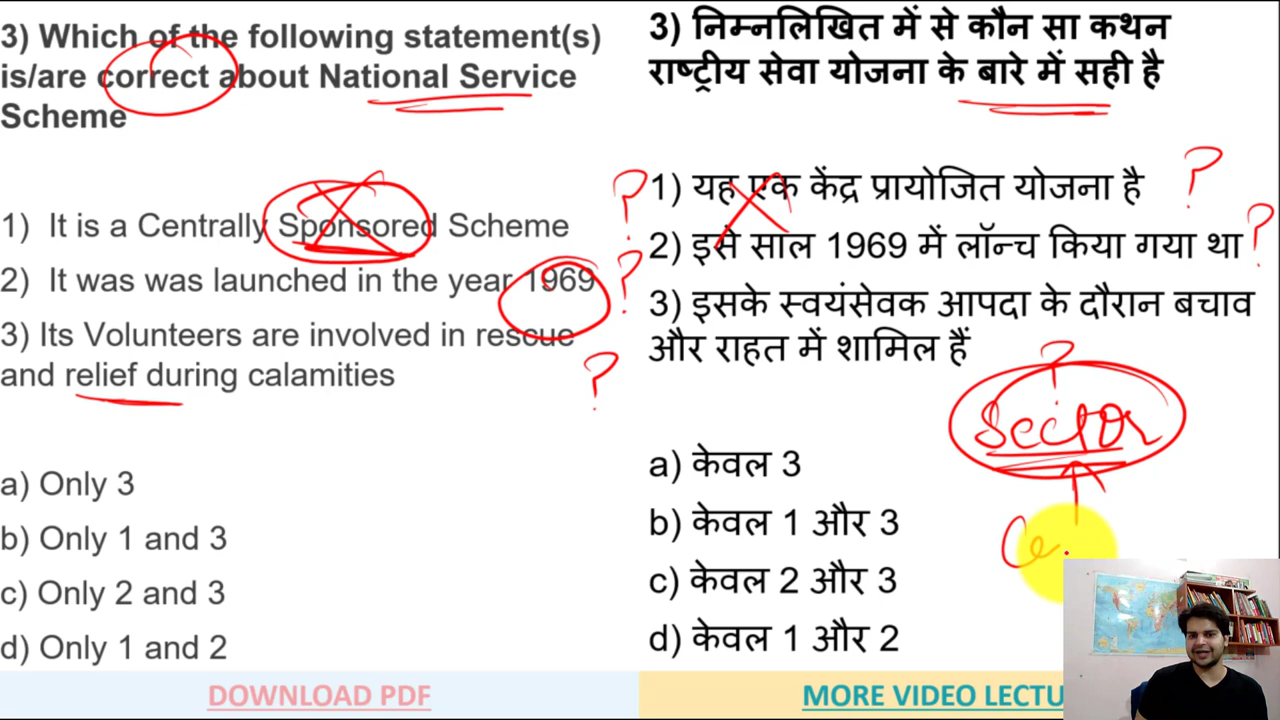 3) Which of the following statement(s)
is/are correct about National Service
Scheme
1) It is a Centrally Sponsored Scheme
2) It was was launched in the year 1969
3) Its Volunteers are involved in rescue
and relief during calamities
a) Only 3
b) Only 1 and 3
c) Only 2 and 3
d) Only 1 and 2
DOWNLOAD PDF
3) निम्नलिखित में से कौन सा कथन
राष्ट्रीय सेवा योजना के बारे में सही है
1) यह एक केंद्र प्रायोजित योजना है
2) इसे साल 1969 में लॉन्च किया गया था
3) इसके स्वयंसेवक आपदा के दौरान बचाव
और राहत में शामिल हैं
Sector
Ce
a) केवल 3
b) केवल 1 और 3
c) केवल 2 और 3
d) केवल 1 और 2
MORE VIDEO LECTU